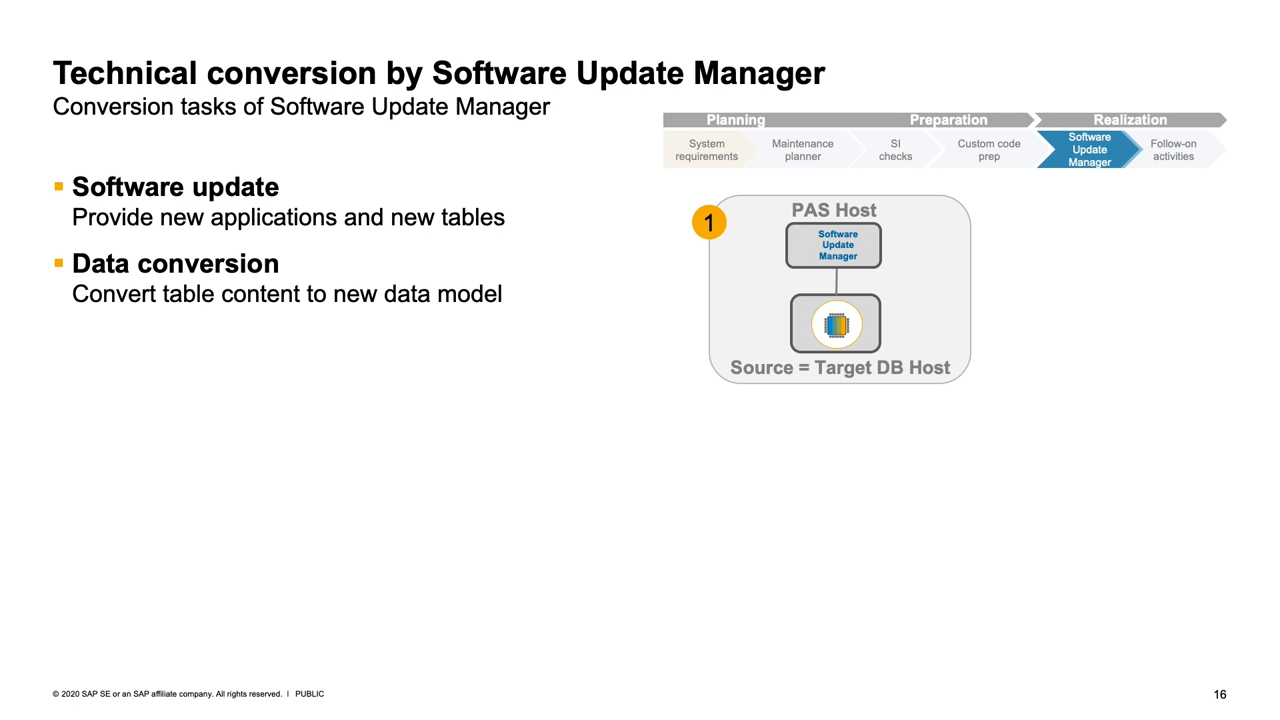 Technical conversion by Software Update Manager
Conversion tasks of Software Update Manager
Planning
Preparation
Realization
System
requirements
Maintenance
planner
SI
checks
Custom code
prep
Software
Update
Manager
Follow-on
activities
Software update
Provide new applications and new tables
Data conversion
Convert table content to new data model
1
PAS Host
Software
Update
Manager
Source = Target DB Host
© 2020 SAP SE or an SAP affiliate company. All rights reserved. I PUBLIC
16